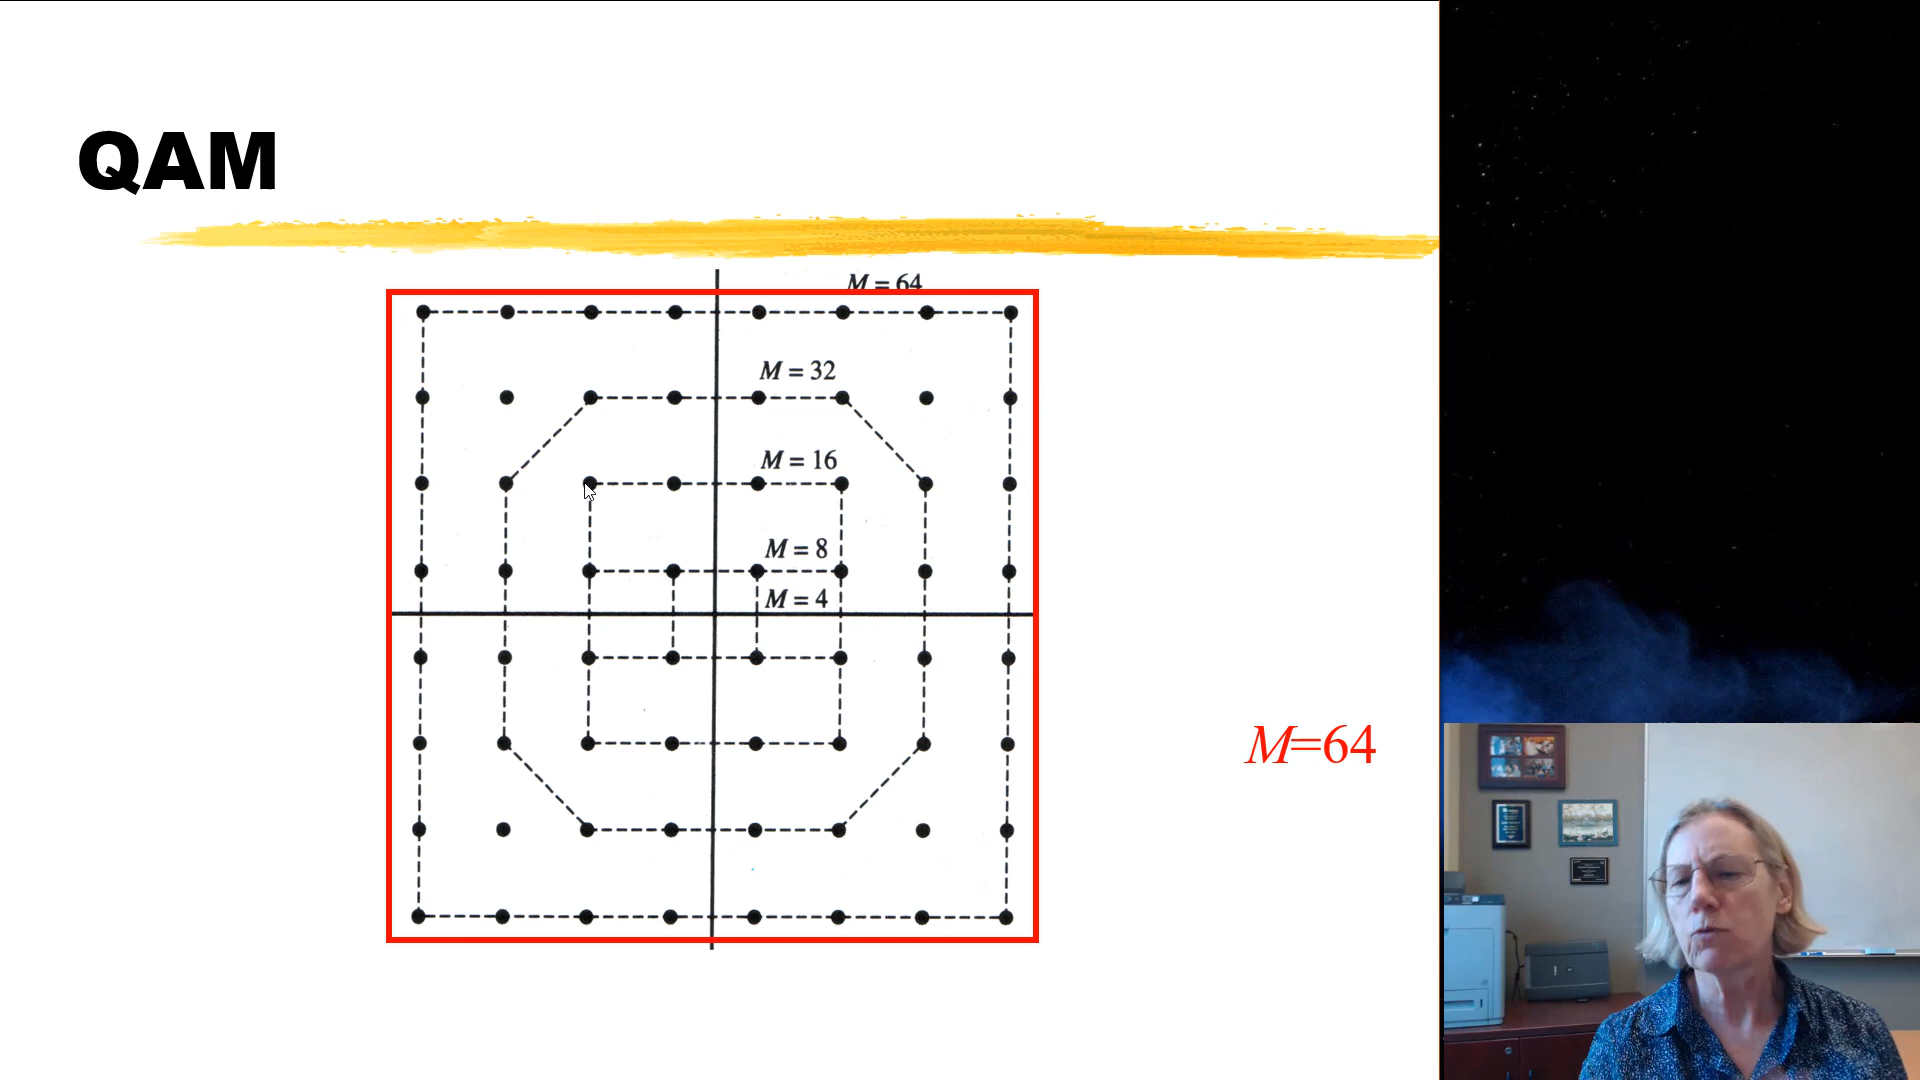 QAM
M = 64
M = 32
M = 16
M = 8
M = 4
M=64